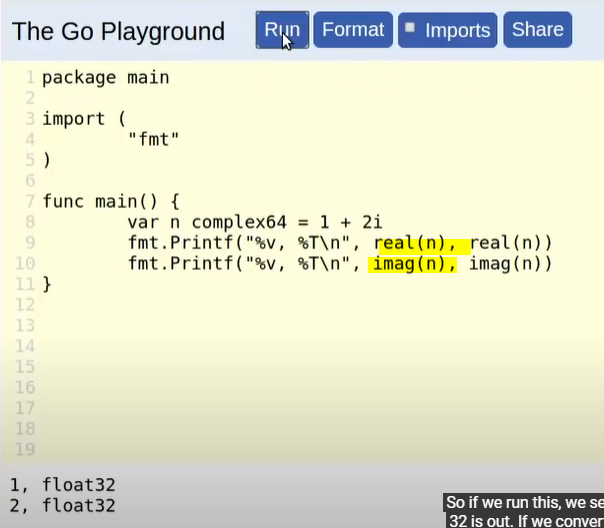 The Go Playground Run Format Imports Share
1 package main
2
3 import (
4 "fmt"
5 )
6
7 func main() {
8 var n complex64 = 1 + 2i
9 fmt.Printf("%v, %T\n", real(n), real(n))
10 fmt.Printf("%v, %T\n", imag(n), imag(n))
11 }
12
13
14
15
16
17
18
19
1, float32
2, float32
So if we run this, we se
32 is out. If we conver